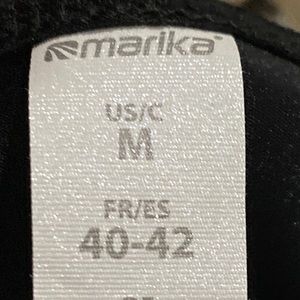 marika
US/C
M
FR/ES
40-42